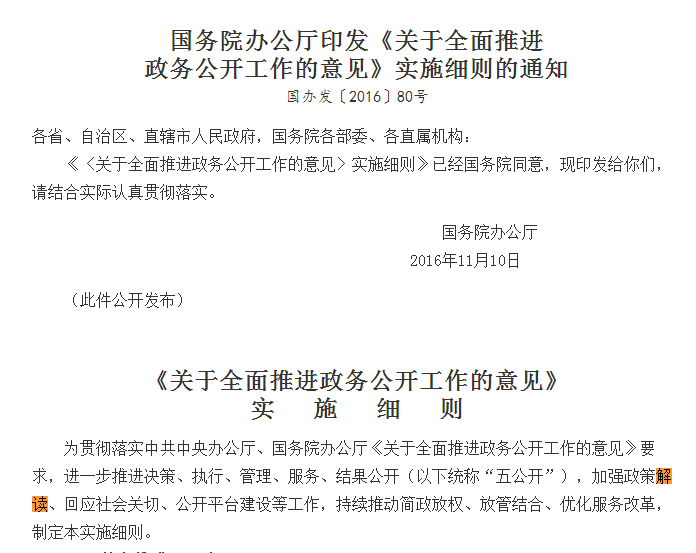 国务院办公厅印发《关于全面推进
政务公开工作的意见》实施细则的通知
国办发〔2016〕80号
各省、自治区、直辖市人民政府，国务院各部委、各直属机构：
《〈关于全面推进政务公开工作的意见〉实施细则》已经国务院同意，现印发给你们，
请结合实际认真贯彻落实。
国务院办公厅
2016年11月10日
（此件公开发布）
《关于全面推进政务公开工作的意见》
实 施 细 则
为贯彻落实中共中央办公厅、国务院办公厅《关于全面推进政务公开工作的意见》要
求，进一步推进决策、执行、管理、服务、结果公开（以下统称“五公开”），加强政策解
读、回应社会关切、公开平台建设等工作，持续推动简政放权、放管结合、优化服务改革，
制定本实施细则。